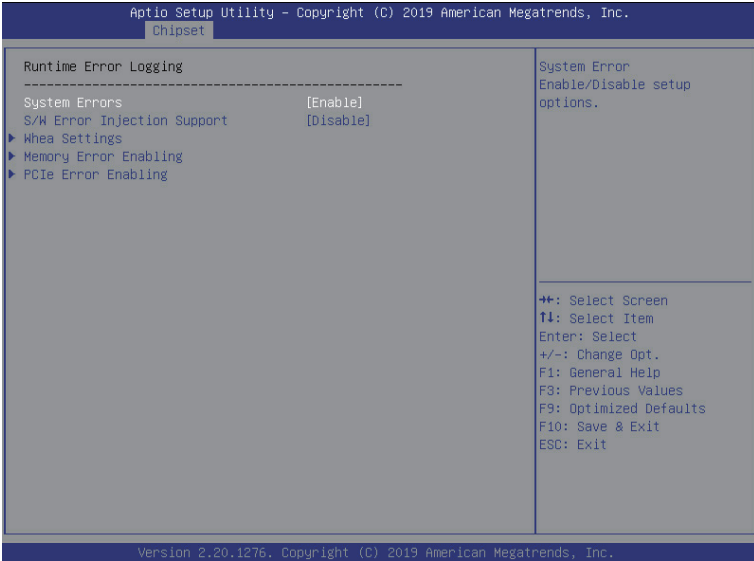 Aptio Setup Utility – Copyright (C) 2019 American Megatrends, Inc.
Chipset
Runtime Error Logging
--------------------------------------------------
System Errors [Enable]
S/W Error Injection Support [Disable]
Whea Settings
Memory Error Enabling
PCIe Error Enabling
System Error
Enable/Disable setup
options.
→←: Select Screen
↑↓: Select Item
Enter: Select
+/-: Change Opt.
F1: General Help
F3: Previous Values
F9: Optimized Defaults
F10: Save & Exit
ESC: Exit
Version 2.20.1276. Copyright (C) 2019 American Megatrends, Inc.